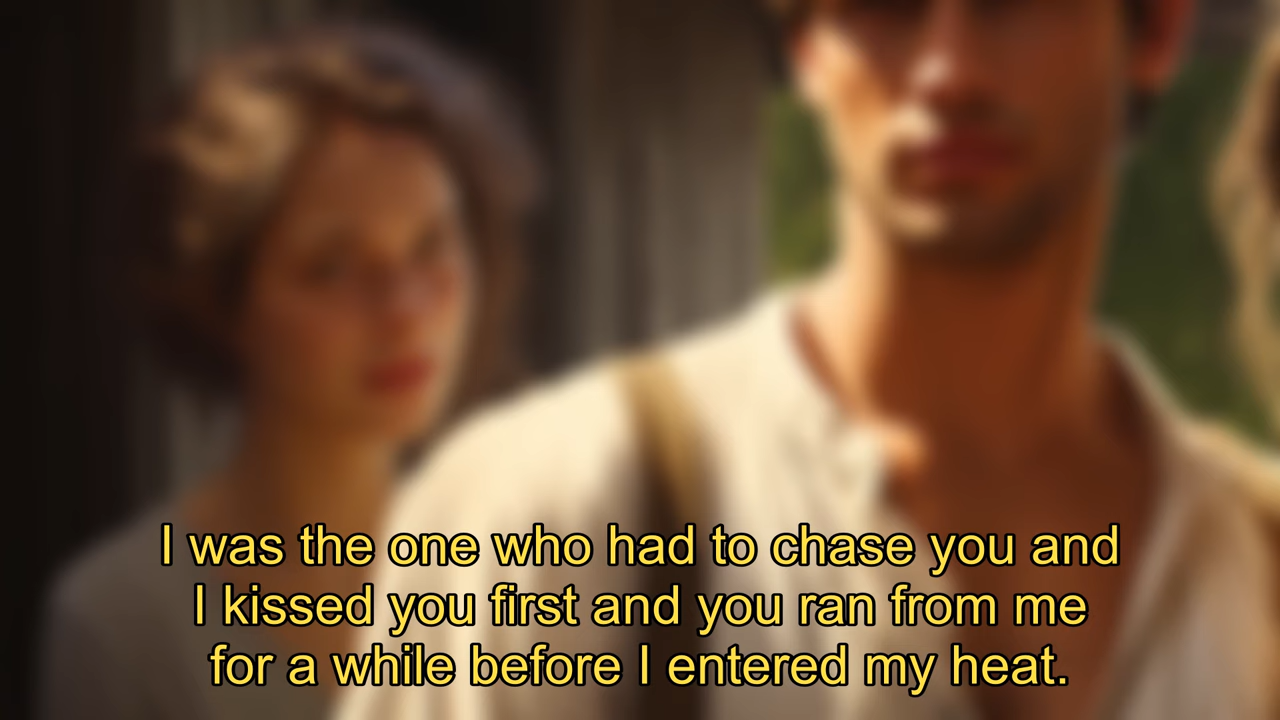 I was the one who had to chase you and
I kissed you first and you ran from me
for a while before I entered my heat.